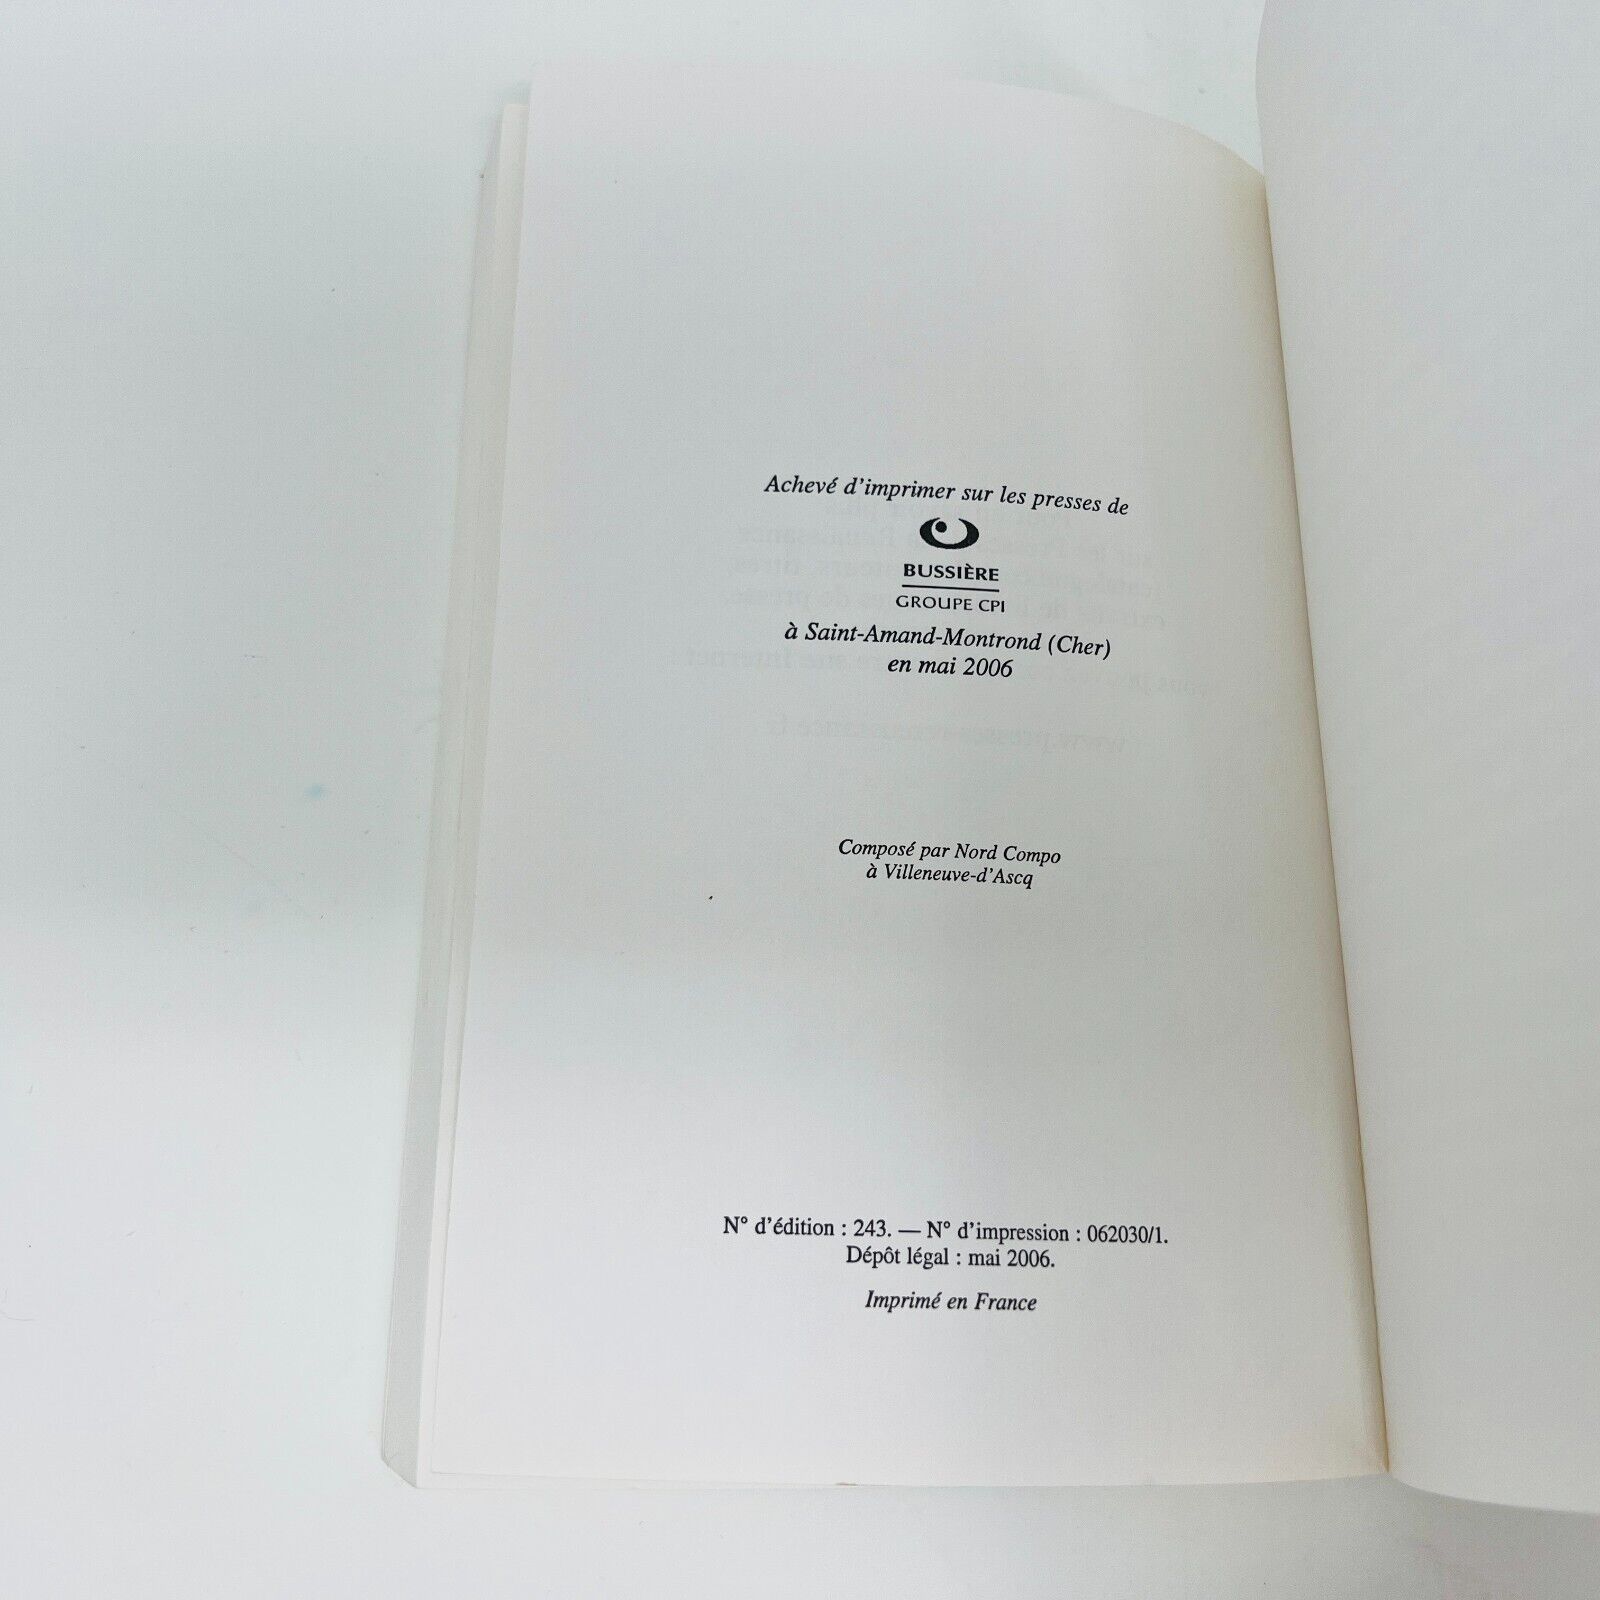 Achevé d'imprimer sur les presses de
BUSSIÈRE
GROUPE CPI
à Saint-Amand-Montrond (Cher)
en mai 2006
Composé par Nord Compo
à Villeneuve-d'Ascq
N° d'édition : 243. — N° d'impression : 062030/1.
Dépôt légal : mai 2006.
Imprimé en France